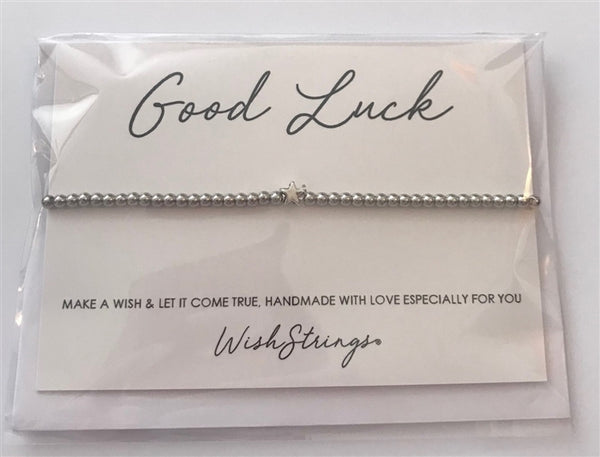 Good Luck
MAKE A WISH & LET IT COME TRUE, HANDMADE WITH LOVE ESPECIALLY FOR YOU
WishStrings®